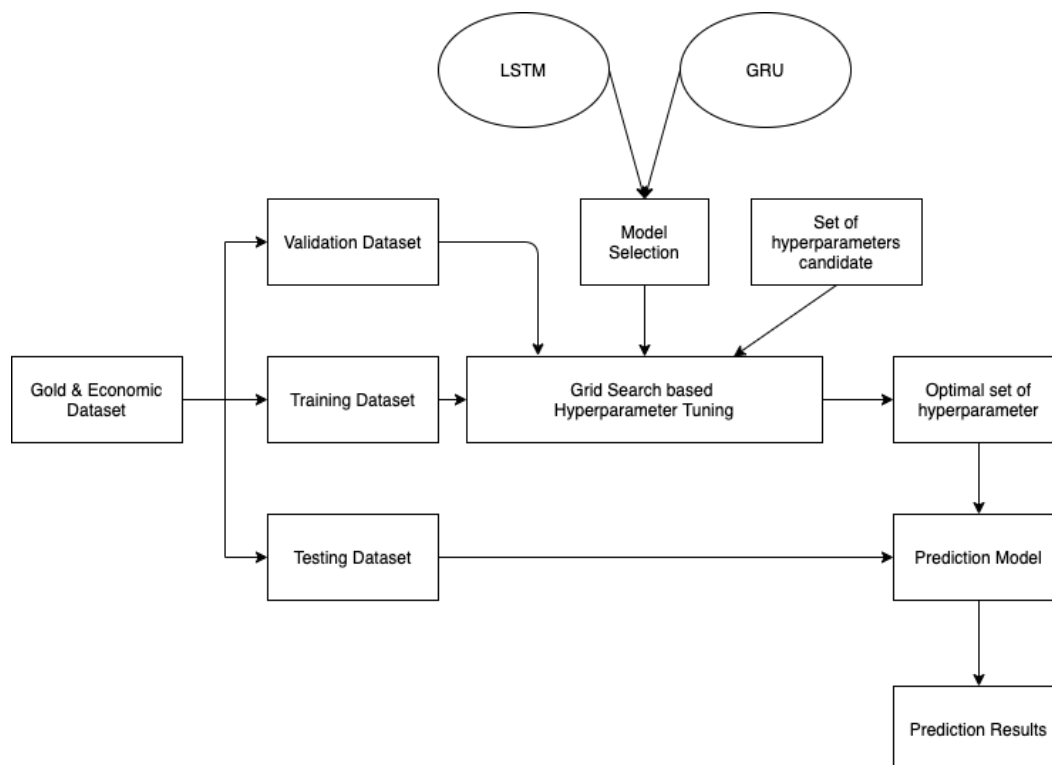 LSTM
GRU
Validation Dataset
Model
Selection
Set of
hyperparameters
candidate
Gold & Economic
Dataset
Training Dataset
Grid Search based
Hyperparameter Tuning
Optimal set of
hyperparameter
Testing Dataset
Prediction Model
Prediction Results